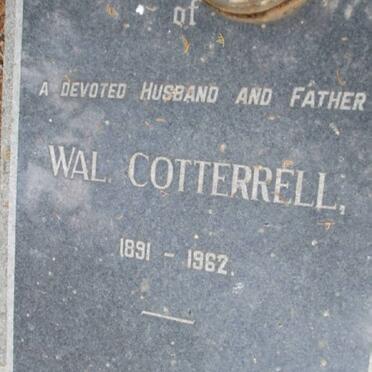 of
A DEVOTED HUSBAND AND FATHER
WAL. COTTERRELL,
1891 - 1962.